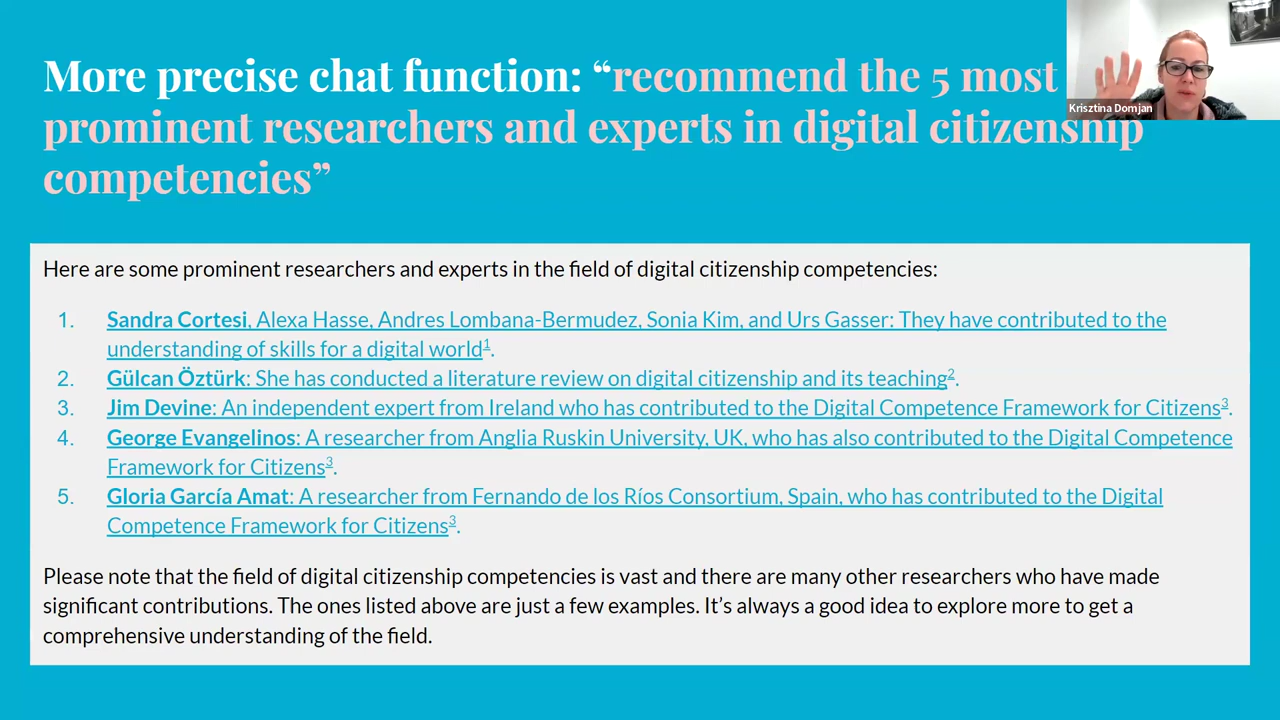 More precise chat function: “recommend the 5 most
prominent researchers and experts in digital citizenship
competencies”
Krisztina Domjan
Here are some prominent researchers and experts in the field of digital citizenship competencies:
1. Sandra Cortesi, Alexa Hasse, Andres Lombana-Bermudez, Sonia Kim, and Urs Gasser: They have contributed to the
understanding of skills for a digital world1.
2. Gülcan Öztürk: She has conducted a literature review on digital citizenship and its teaching2.
3. Jim Devine: An independent expert from Ireland who has contributed to the Digital Competence Framework for Citizens3.
4. George Evangelinos: A researcher from Anglia Ruskin University, UK, who has also contributed to the Digital Competence
Framework for Citizens3.
5. Gloria García Amat: A researcher from Fernando de los Ríos Consortium, Spain, who has contributed to the Digital
Competence Framework for Citizens3.
Please note that the field of digital citizenship competencies is vast and there are many other researchers who have made
significant contributions. The ones listed above are just a few examples. It’s always a good idea to explore more to get a
comprehensive understanding of the field.